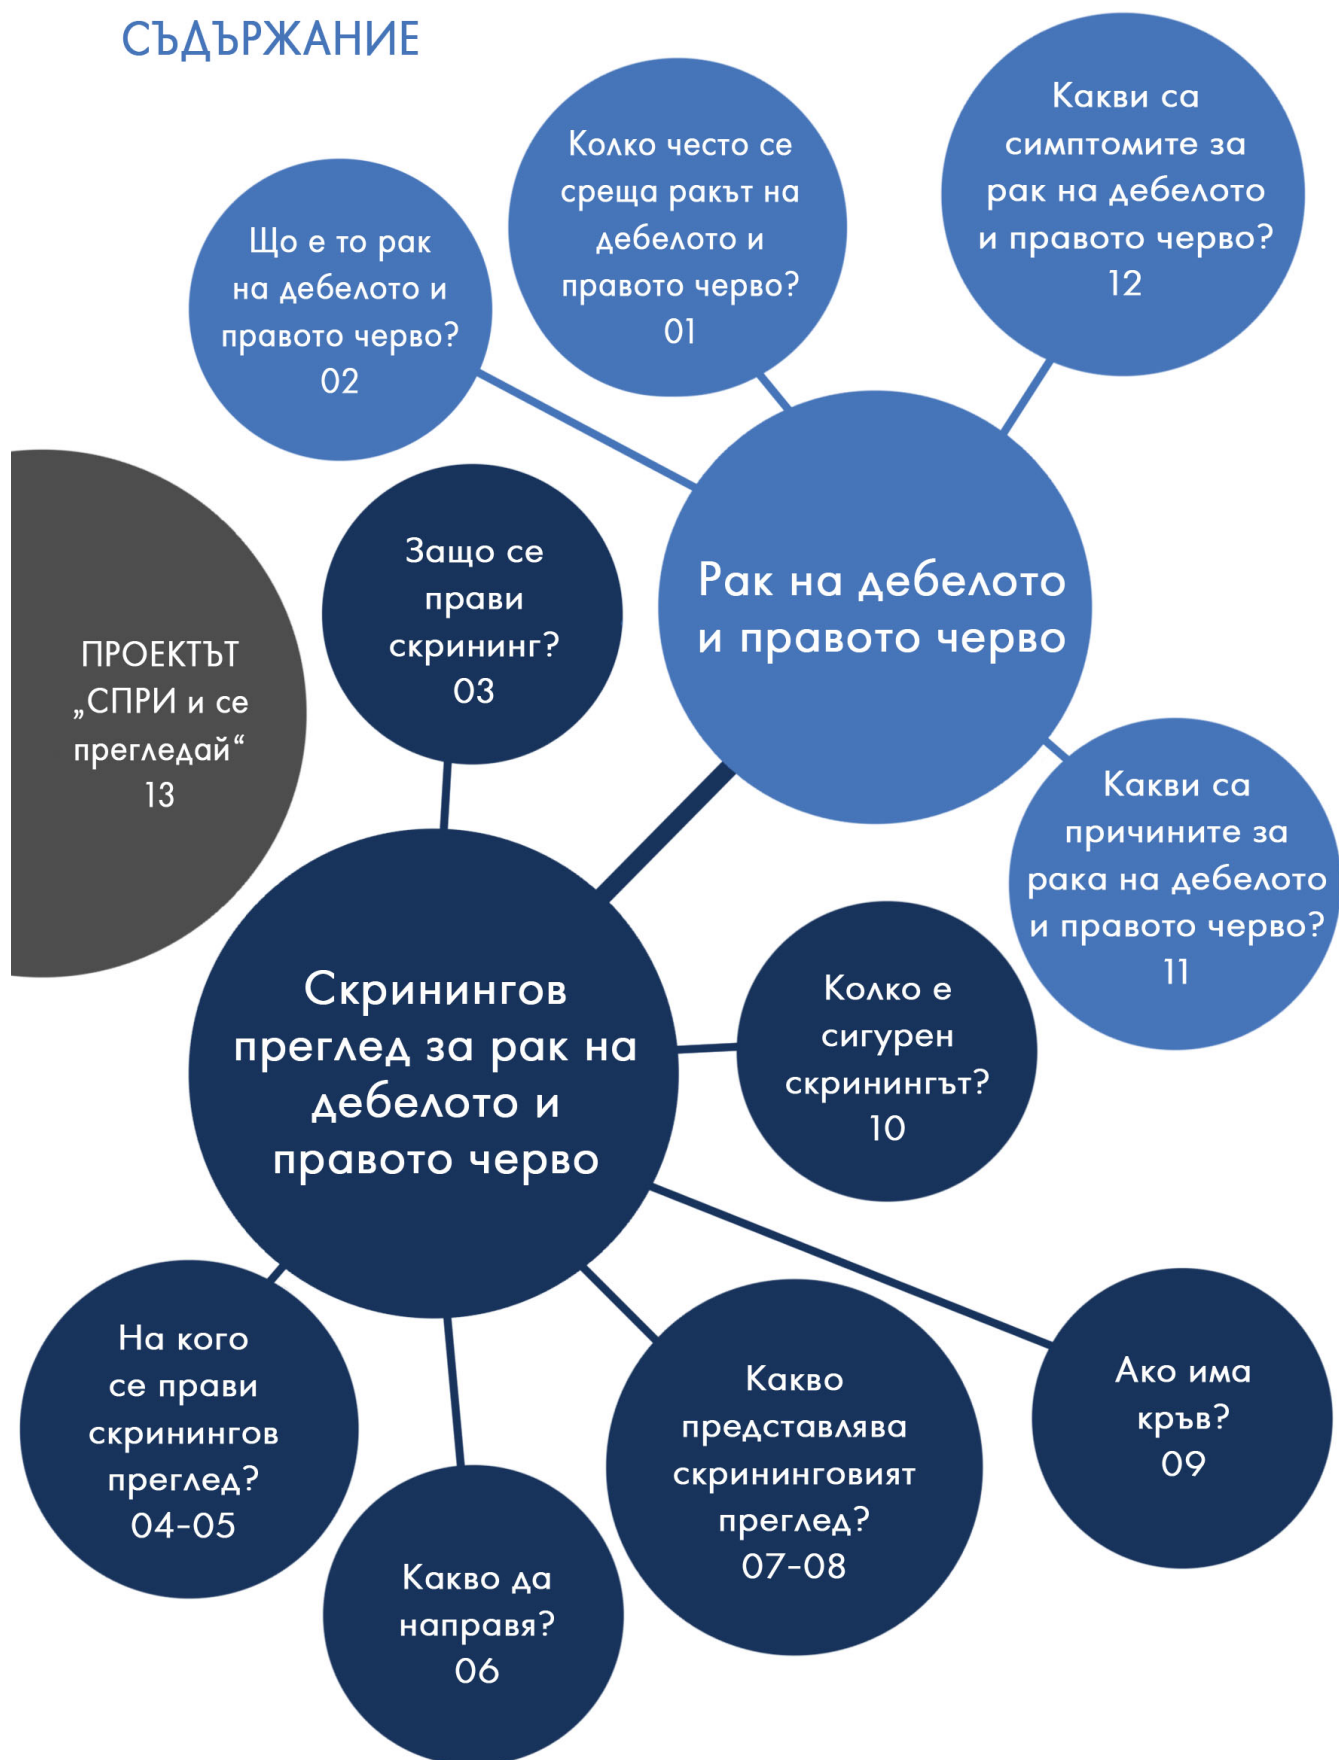 СЪДЪРЖАНИЕ
Какви са
симптомите за
рак на дебелото
и правото черво?
12
Колко често се
среща ракът на
дебелото и
правото черво?
01
Що е то рак
на дебелото и
правото черво?
02
Рак на дебелото
и правото черво
Защо се
прави
скрининг?
03
ПРОЕКТЪТ
„СПРИ и се
прегледай“
13
Какви са
причините за
рака на дебелото
и правото черво?
11
Скринингов
преглед за рак на
дебелото и
правото черво
Колко е
сигурен
скринингът?
10
На кого
се прави
скринингов
преглед?
04-05
Какво да
направя?
06
Какво
представлява
скрининговият
преглед?
07-08
Ако има
кръв?
09